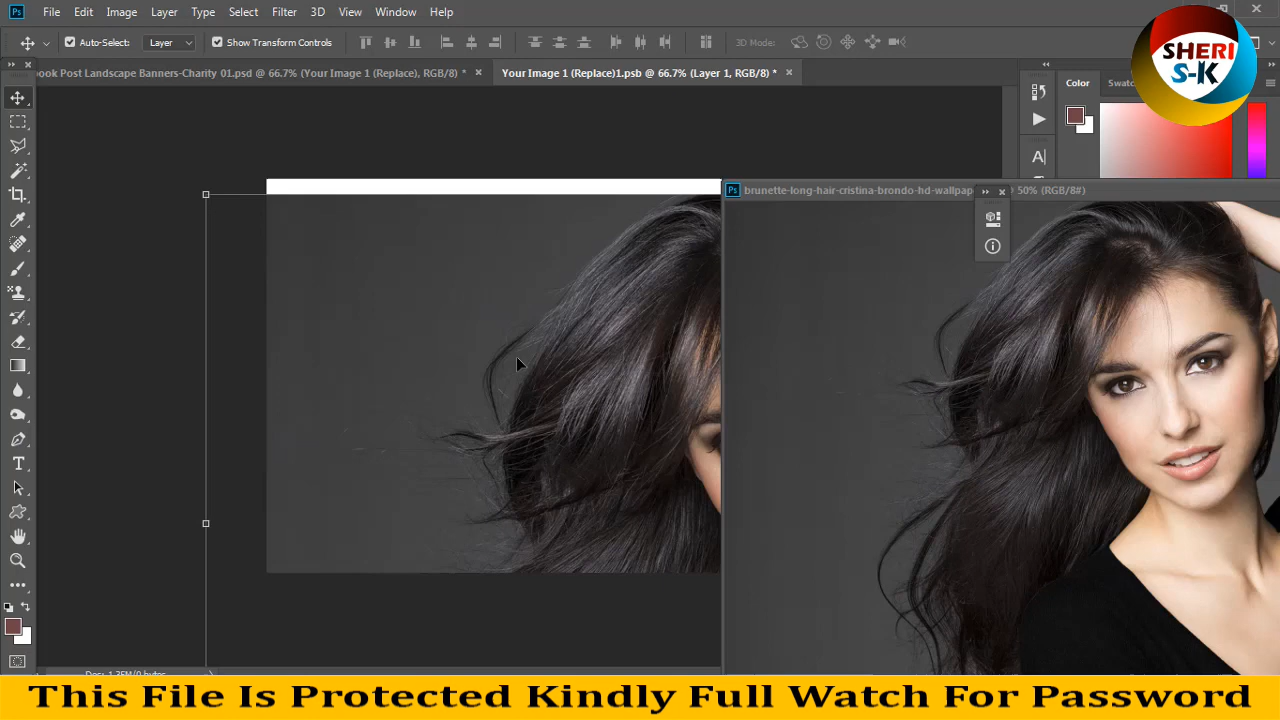 Ps File Edit Image Layer Type Select Filter 3D View Window Help
Auto-Select: Layer Show Transform Controls 3D Mode:
SHERI
S-K
ook Post Landscape Banners-Charity 01.psd @ 66.7% (Your Image 1 (Replace), RGB/8) * Your Image 1 (Replace)1.psb @ 66.7% (Layer 1, RGB/8) *
Color Swatc
Ps brunette-long-hair-cristina-brondo-hd-wallpap @ 50% (RGB/8#)
This File Is Protected Kindly Full Watch For Password